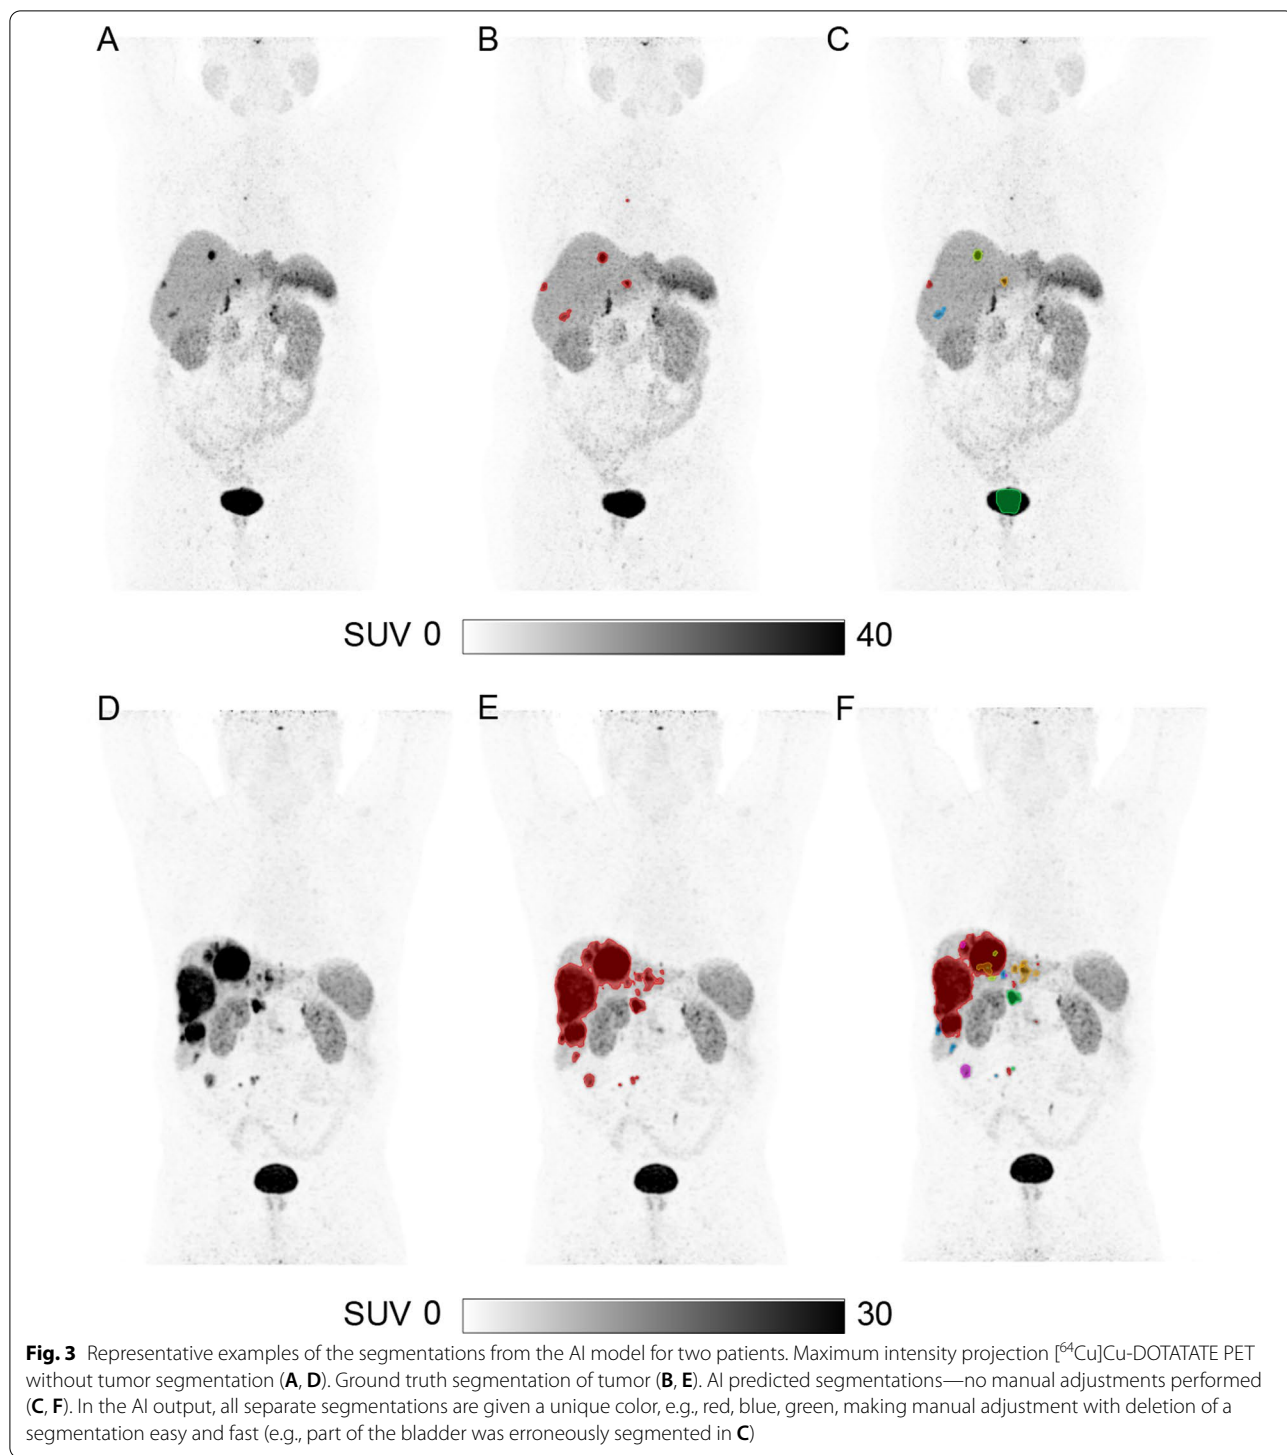 A B C
SUV 0 40
D E F
SUV 0 30
Fig. 3 Representative examples of the segmentations from the AI model for two patients. Maximum intensity projection [⁶⁴Cu]Cu-DOTATATE PET
without tumor segmentation (A, D). Ground truth segmentation of tumor (B, E). AI predicted segmentations—no manual adjustments performed
(C, F). In the AI output, all separate segmentations are given a unique color, e.g., red, blue, green, making manual adjustment with deletion of a
segmentation easy and fast (e.g., part of the bladder was erroneously segmented in C)